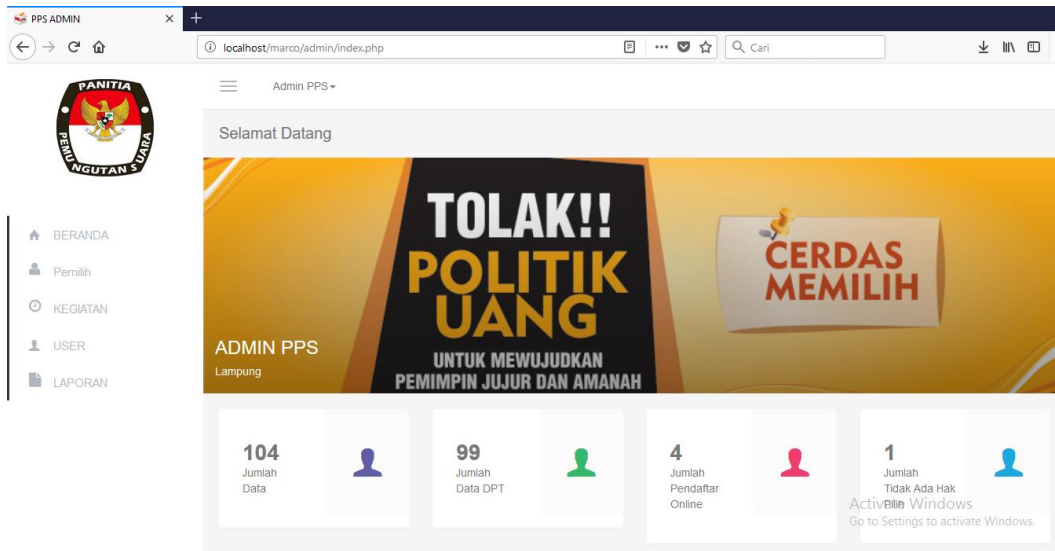 PPS ADMIN
localhost/marco/admin/index.php
Cari
PANITIA
PEMUNGUTAN SUARA
Admin PPS
Selamat Datang
BERANDA
Pemilih
KEGIATAN
USER
LAPORAN
TOLAK!!
POLITIK
UANG
UNTUK MEWUJUDKAN
PEMIMPIN JUJUR DAN AMANAH
CERDAS
MEMILIH
ADMIN PPS
Lampung
104
Jumlah
Data
99
Jumlah
Data DPT
4
Jumlah
Pendaftar
Online
1
Jumlah
Tidak Ada Hak
Pilih
Activate Windows
Go to Settings to activate Windows.